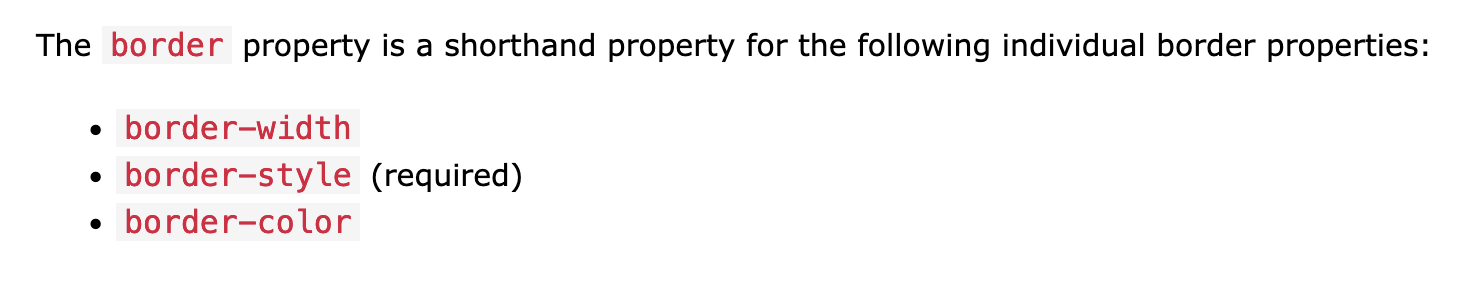 The border property is a shorthand property for the following individual border properties:
• border-width
• border-style (required)
• border-color